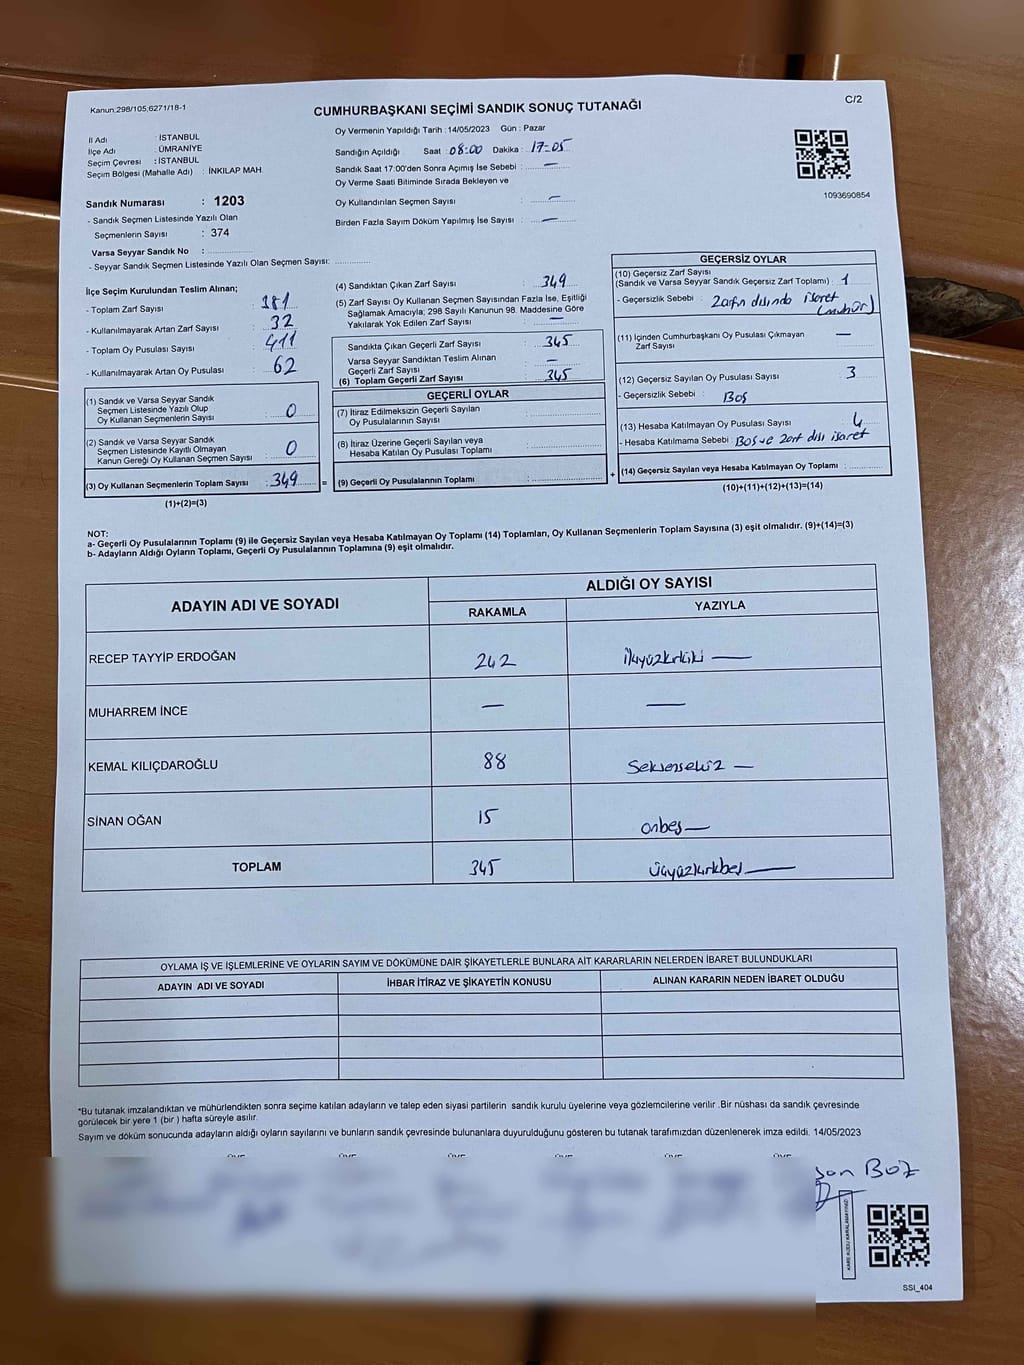 Kanun:298/105,6271/18-1
CUMHURBAŞKANI SEÇİMİ SANDIK SONUÇ TUTANAĞI
C/2
İl Adı : İSTANBUL
İlçe Adı : ÜMRANİYE
Seçim Çevresi : İSTANBUL
Seçim Bölgesi (Mahalle Adı) : İNKILAP MAH.
Sandık Numarası : 1203
- Sandık Seçmen Listesinde Yazılı Olan
Seçmenlerin Sayısı : 374
Varsa Seyyar Sandık No :
- Seyyar Sandık Seçmen Listesinde Yazılı Olan Seçmen Sayısı:
Oy Vermenin Yapıldığı Tarih : 14/05/2023 Gün : Pazar
Sandığın Açıldığı Saat : 08:00 Dakika : 17-05
Sandık Saat 17:00'den Sonra Açımış İse Sebebi : —
Oy Verme Saati Bitiminde Sırada Bekleyen ve
Oy Kullandırılan Seçmen Sayısı : —
Birden Fazla Sayım Döküm Yapılmış İse Sayısı : —
1093690854
İlçe Seçim Kurulundan Teslim Alınan;
- Toplam Zarf Sayısı : 381
- Kullanılmayarak Artan Zarf Sayısı : 32
- Toplam Oy Pusulası Sayısı : 411
- Kullanılmayarak Artan Oy Pusulası : 62
(1) Sandık ve Varsa Seyyar Sandık
Seçmen Listesinde Yazılı Olup
Oy Kullanan Seçmenlerin Sayısı : 0
(2) Sandık ve Varsa Seyyar Sandık
Seçmen Listesinde Kayıtlı Olmayan
Kanun Gereği Oy Kullanan Seçmen Sayısı : 0
(3) Oy Kullanan Seçmenlerin Toplam Sayısı : 349 =
(1)+(2)=(3)
(4) Sandıktan Çıkan Zarf Sayısı : 349
(5) Zarf Sayısı Oy Kullanan Seçmen Sayısından Fazla İse, Eşitliği
Sağlamak Amacıyla; 298 Sayılı Kanunun 98. Maddesine Göre
Yakılarak Yok Edilen Zarf Sayısı : —
Sandıkta Çıkan Geçerli Zarf Sayısı : 345
Varsa Seyyar Sandıktan Teslim Alınan
Geçerli Zarf Sayısı : —
(6) Toplam Geçerli Zarf Sayısı : 345
GEÇERLİ OYLAR
(7) İtiraz Edilmeksizin Geçerli Sayılan
Oy Pusulalarının Sayısı :
(8) İtiraz Üzerine Geçerli Sayılan veya
Hesaba Katılan Oy Pusulası Toplamı :
(9) Geçerli Oy Pusulalarının Toplamı : +
GEÇERSİZ OYLAR
(10) Geçersiz Zarf Sayısı
(Sandık ve Varsa Seyyar Sandık Geçersiz Zarf Toplamı) : 1
- Geçersizlik Sebebi : Zarfın dışında işaret
(mühür)
(11) İçinden Cumhurbaşkanı Oy Pusulası Çıkmayan
Zarf Sayısı : —
(12) Geçersiz Sayılan Oy Pusulası Sayısı : 3
- Geçersizlik Sebebi : Boş
(13) Hesaba Katılmayan Oy Pusulası Sayısı : 4
- Hesaba Katılmama Sebebi : Boş ve zarf dışı işaret
(14) Geçersiz Sayılan veya Hesaba Katılmayan Oy Toplamı :
(10)+(11)+(12)+(13)=(14)
NOT:
a- Geçerli Oy Pusulalarının Toplamı (9) ile Geçersiz Sayılan veya Hesaba Katılmayan Oy Toplamı (14) Toplamları, Oy Kullanan Seçmenlerin Toplam Sayısına (3) eşit olmalıdır. (9)+(14)=(3)
b- Adayların Aldığı Oyların Toplamı, Geçerli Oy Pusulalarının Toplamına (9) eşit olmalıdır.
ADAYIN ADI VE SOYADI ALDIĞI OY SAYISI
RAKAMLA YAZIYLA
RECEP TAYYİP ERDOĞAN 242 ikiyüzkırkiki —
MUHARREM İNCE — —
KEMAL KILIÇDAROĞLU 88 Seksensekiz —
SİNAN OĞAN 15 onbeş —
TOPLAM 345 üçyüzkırkbeş —
OYLAMA İŞ VE İŞLEMLERİNE VE OYLARIN SAYIM VE DÖKÜMÜNE DAİR ŞİKAYETLERLE BUNLARA AİT KARARLARIN NELERDEN İBARET BULUNDUKLARI
ADAYIN ADI VE SOYADI İHBAR İTİRAZ VE ŞİKAYETİN KONUSU ALINAN KARARIN NEDEN İBARET OLDUĞU
*Bu tutanak imzalandıktan ve mühürlendikten sonra seçime katılan adayların ve talep eden siyasi partilerin sandık kurulu üyelerine veya gözlemcilerine verilir .Bir nüshası da sandık çevresinde
görülecek bir yere 1 (bir ) hafta süreyle asılır.
Sayım ve döküm sonucunda adayların aldığı oyların sayılarını ve bunların sandık çevresinde bulunanlara duyurulduğunu gösteren bu tutanak tarafımızdan düzenlenerek imza edildi. 14/05/2023
Boz
KARE KODU KARALAMAYINIZ!
SSI_404